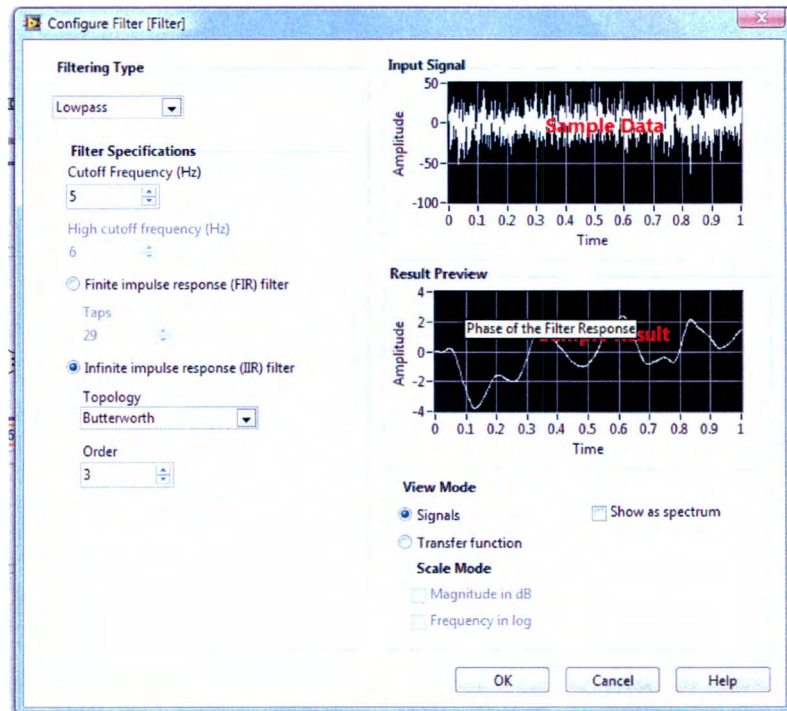 Configure Filter [Filter]
Filtering Type
Lowpass
Filter Specifications
Cutoff Frequency (Hz)
5
High cutoff frequency (Hz)
6
Finite impulse response (FIR) filter
Taps
29
Infinite impulse response (IIR) filter
Topology
Butterworth
Order
3
Input Signal
Amplitude
50
0
-50
-100
Sample Data
0 0.1 0.2 0.3 0.4 0.5 0.6 0.7 0.8 0.9 1
Time
Result Preview
Amplitude
4
2
0
-2
-4
Phase of the Filter Response
Result
0 0.1 0.2 0.3 0.4 0.5 0.6 0.7 0.8 0.9 1
Time
View Mode
Signals
Show as spectrum
Transfer function
Scale Mode
Magnitude in dB
Frequency in log
OK
Cancel
Help